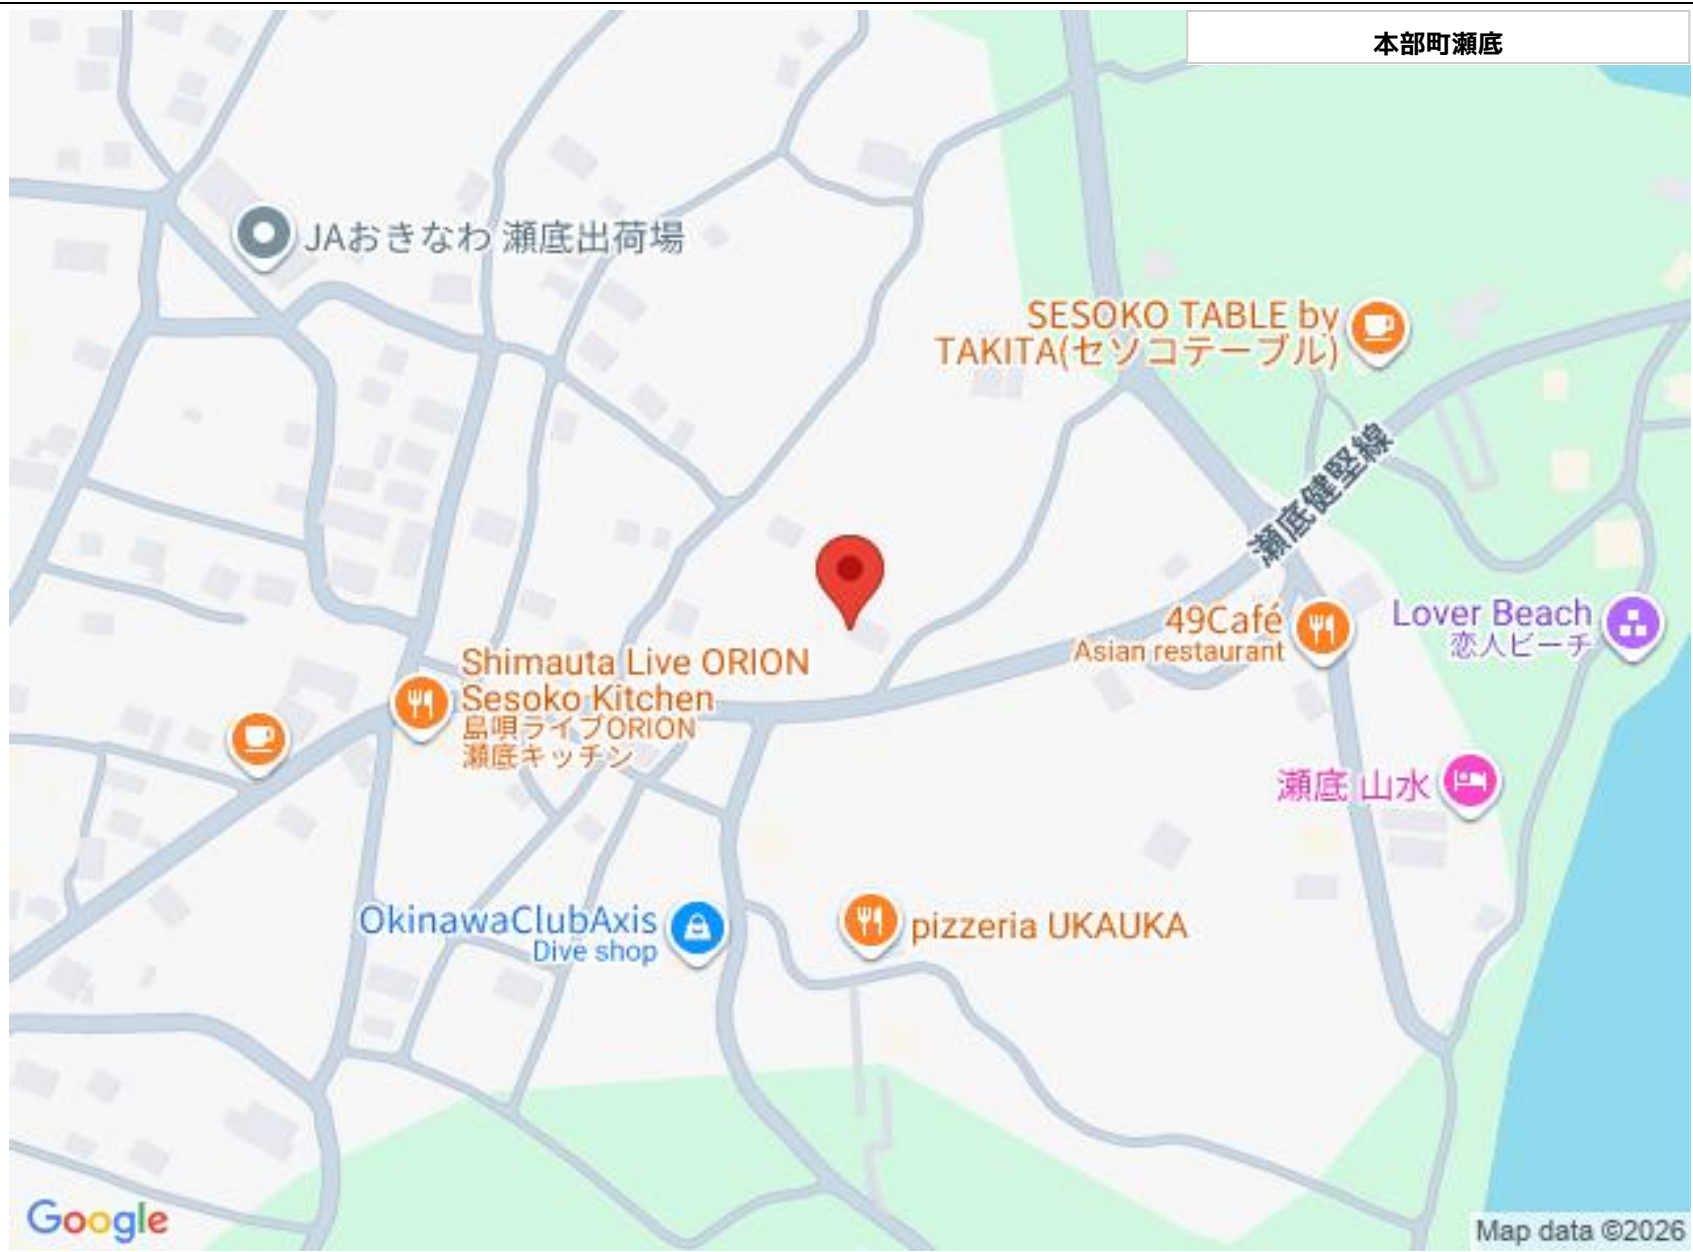 本部町瀬底
JAおきなわ 瀬底出荷場
SESOKO TABLE by
TAKITA(セソコテーブル)
瀬底健堅線
49Café
Asian restaurant
Lover Beach
恋人ビーチ
Shimauta Live ORION
Sesoko Kitchen
島唄ライブORION
瀬底キッチン
瀬底 山水
OkinawaClubAxis
Dive shop
pizzeria UKAUKA
Google
Map data ©2026